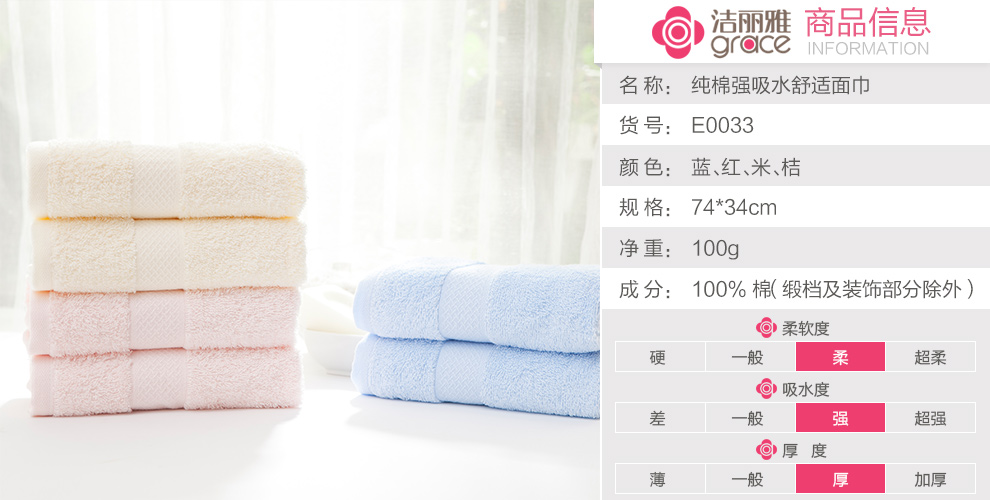 洁丽雅 grace 商品信息
INFORMATION
名称： 纯棉强吸水舒适面巾
货号： E0033
颜色： 蓝、红、米、桔
规格： 74*34cm
净重： 100g
成分： 100% 棉( 缎档及装饰部分除外 )
柔软度
硬 一般 柔 超柔
吸水度
差 一般 强 超强
厚 度
薄 一般 厚 加厚